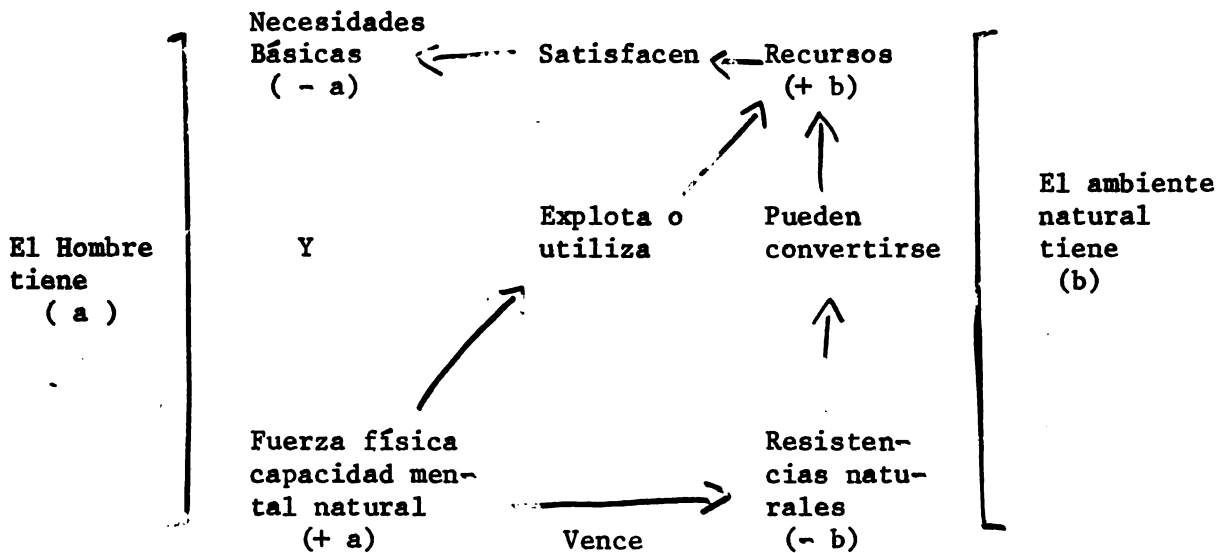 Necesidades
Básicas
( - a)
Satisfacen
Recursos
(+ b)
El Hombre
tiene
( a )
Y
Explota o
utiliza
Pueden
convertirse
El ambiente
natural
tiene
(b)
Fuerza física
capacidad men-
tal natural
(+ a)
Vence
Resisten-
cias natu-
rales
(- b)